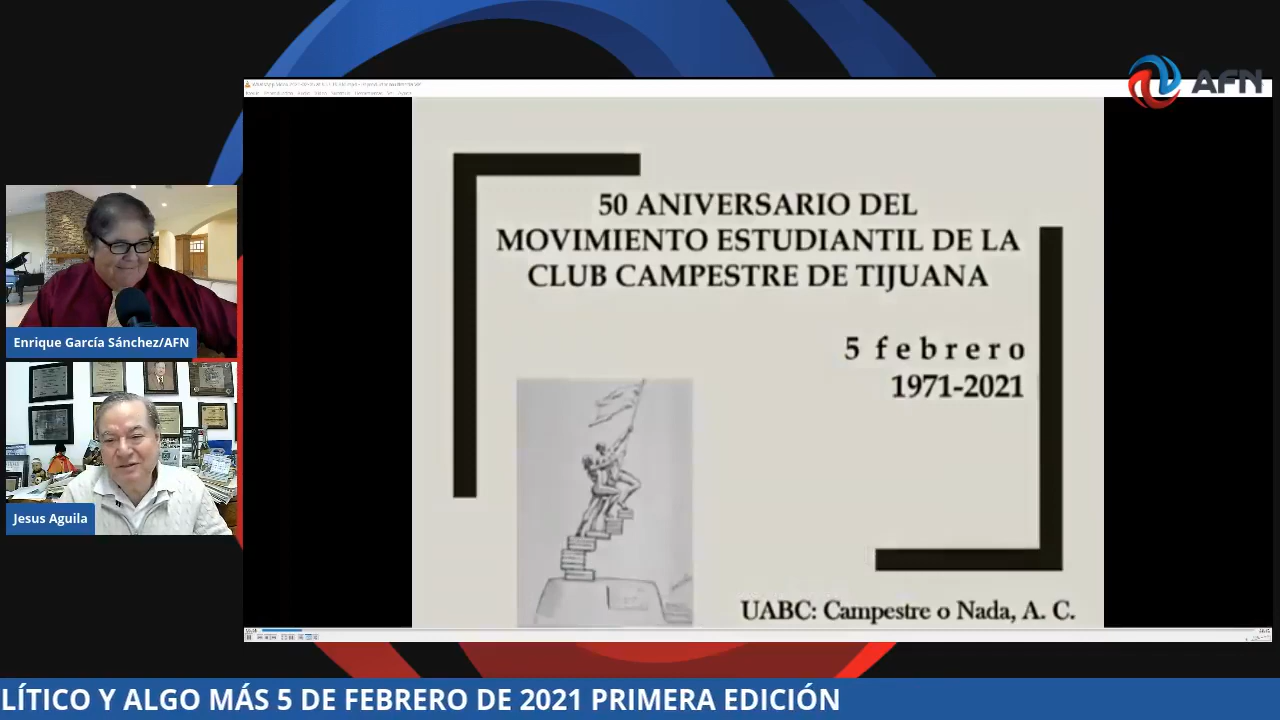 AFN
50 ANIVERSARIO DEL
MOVIMIENTO ESTUDIANTIL DE LA
CLUB CAMPESTRE DE TIJUANA
5 febrero
1971-2021
UABC: Campestre o Nada, A. C.
Enrique García Sánchez/AFN
Jesus Aguila
LÍTICO Y ALGO MÁS 5 DE FEBRERO DE 2021 PRIMERA EDICIÓN